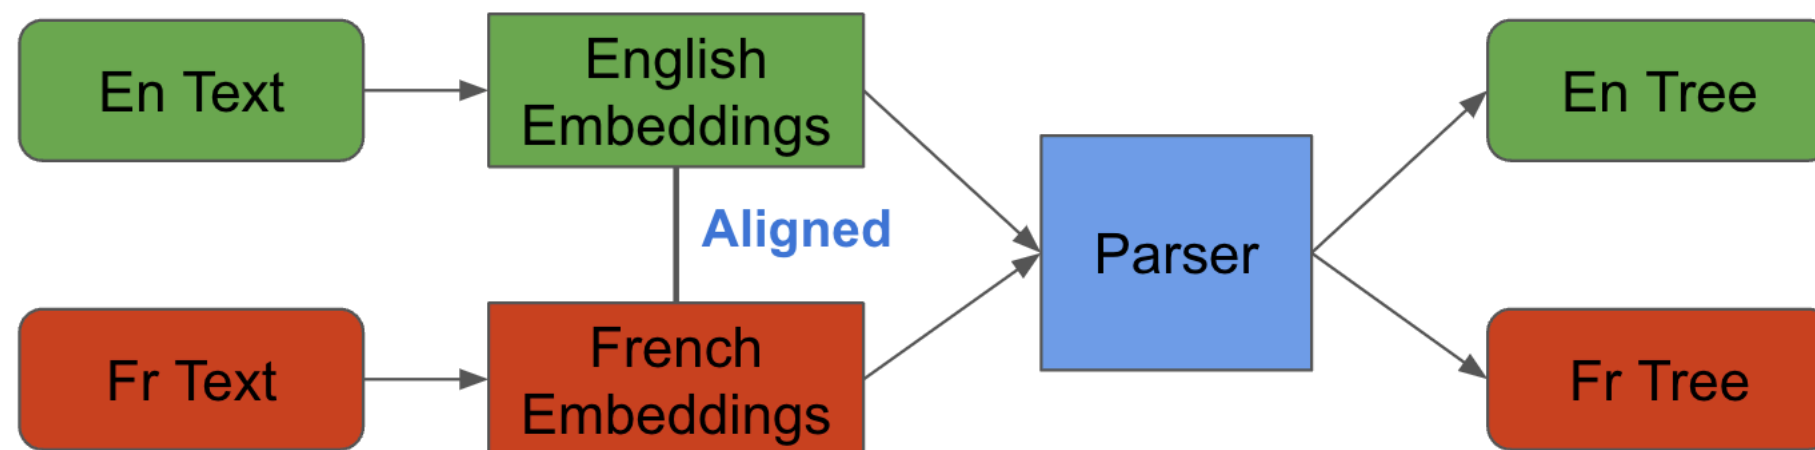 En Text
English
Embeddings
En Tree
Aligned
Parser
Fr Text
French
Embeddings
Fr Tree